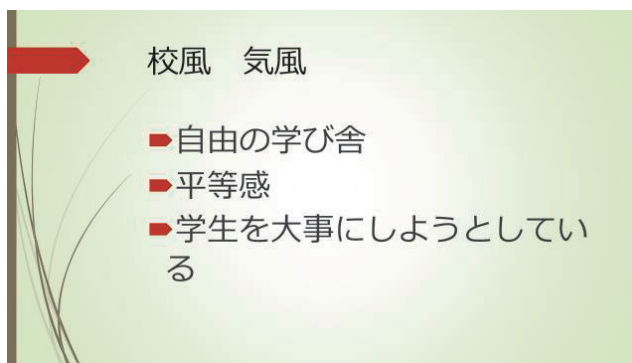 校風　気風
自由の学び舎
平等感
学生を大事にしようとしてい
る